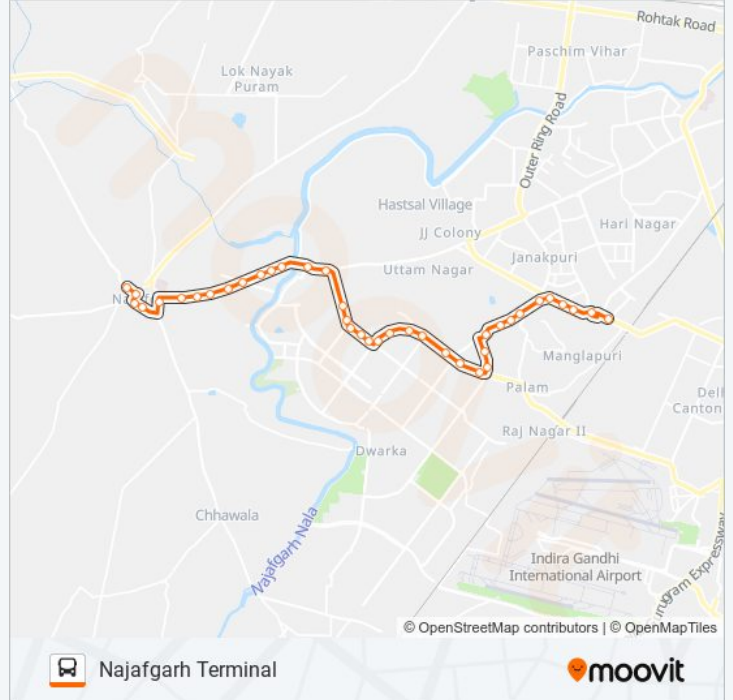 Rohtak Road
Paschim Vihar
Lok Nayak
Puram
Outer Ring Road
Hastsal Village
Hari Nagar
JJ Colony
Janakpuri
Uttam Nagar
Manglapuri
Palam
Canton
Raj Nagar II
Dwarka
Chhawala
Najafgarh Nala
Indira Gandhi
International Airport
Expressway
© OpenStreetMap contributors | © OpenMapTiles
Najafgarh Terminal
moovit